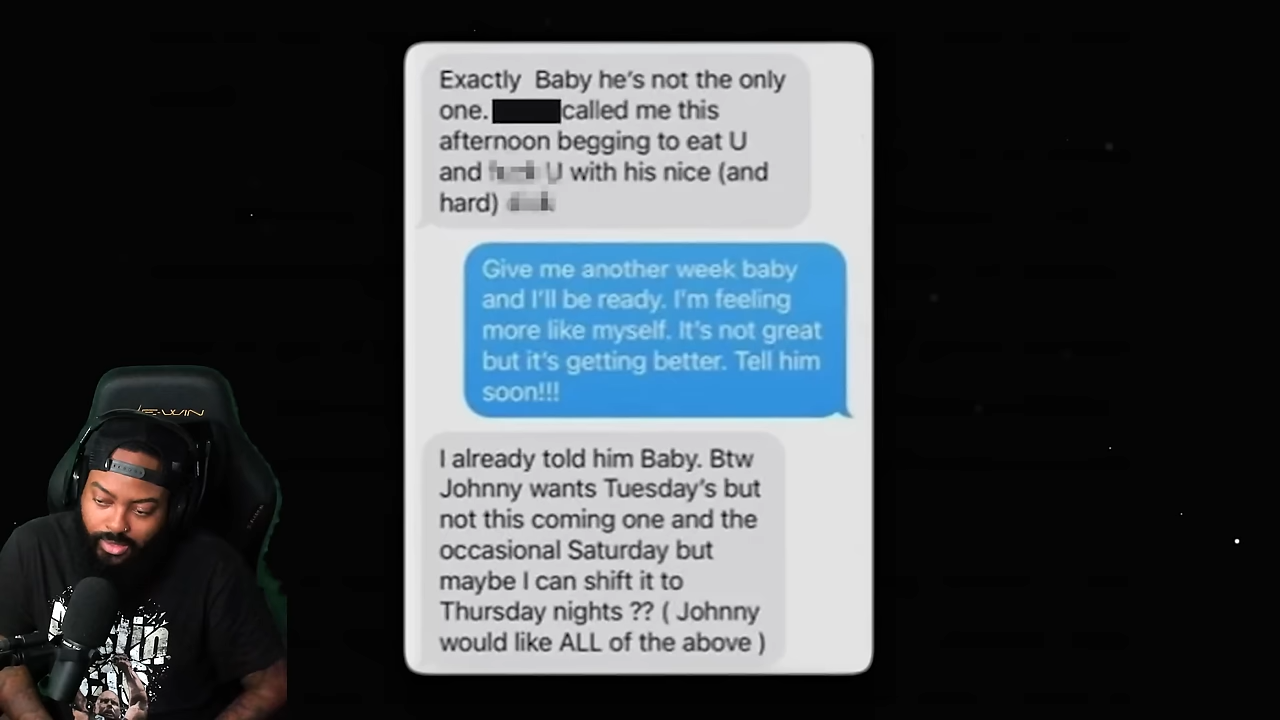 Exactly Baby he's not the only
one. called me this
afternoon begging to eat U
and U with his nice (and
hard)
Give me another week baby
and I'll be ready. I'm feeling
more like myself. It's not great
but it's getting better. Tell him
soon!!!
I already told him Baby. Btw
Johnny wants Tuesday's but
not this coming one and the
occasional Saturday but
maybe I can shift it to
Thursday nights ?? ( Johnny
would like ALL of the above )
E-WIN